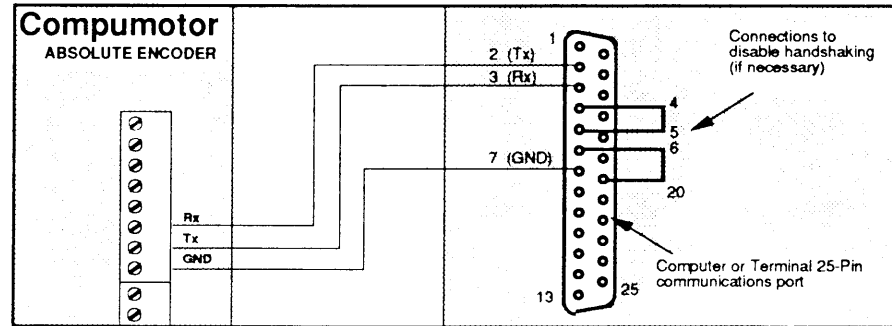 Compumotor
ABSOLUTE ENCODER
Rx
Tx
GND
2 (Tx)
3 (Rx)
7 (GND)
1
4
5
6
20
13
25
Connections to
disable handshaking
(if necessary)
Computer or Terminal 25-Pin
communications port